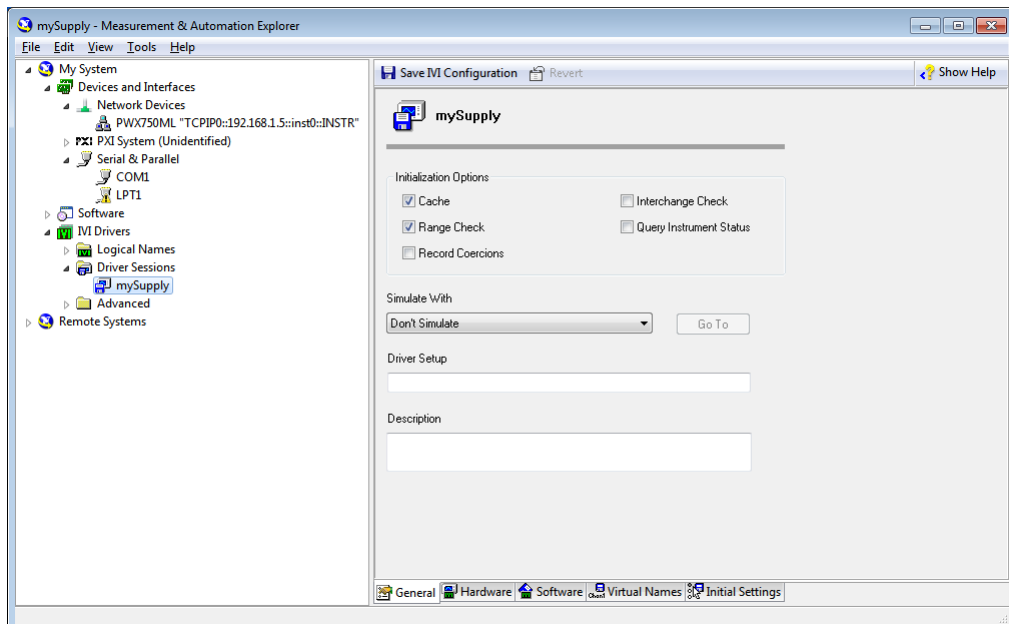 mySupply - Measurement & Automation Explorer
File Edit View Tools Help
My System
Devices and Interfaces
Network Devices
PWX750ML "TCPIP0::192.168.1.5::inst0::INSTR"
PXI PXI System (Unidentified)
Serial & Parallel
COM1
LPT1
Software
IVI IVI Drivers
IVI Logical Names
Driver Sessions
mySupply
Advanced
Remote Systems
Save IVI Configuration Revert
Show Help
mySupply
Initialization Options
Cache Interchange Check
Range Check Query Instrument Status
Record Coercions
Simulate With
Don't Simulate Go To
Driver Setup
Description
General Hardware Software Virtual Names Initial Settings